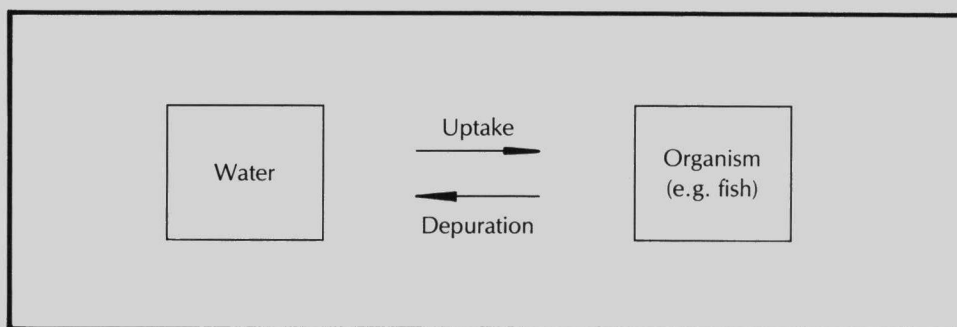 Water
Uptake
Depuration
Organism
(e.g. fish)